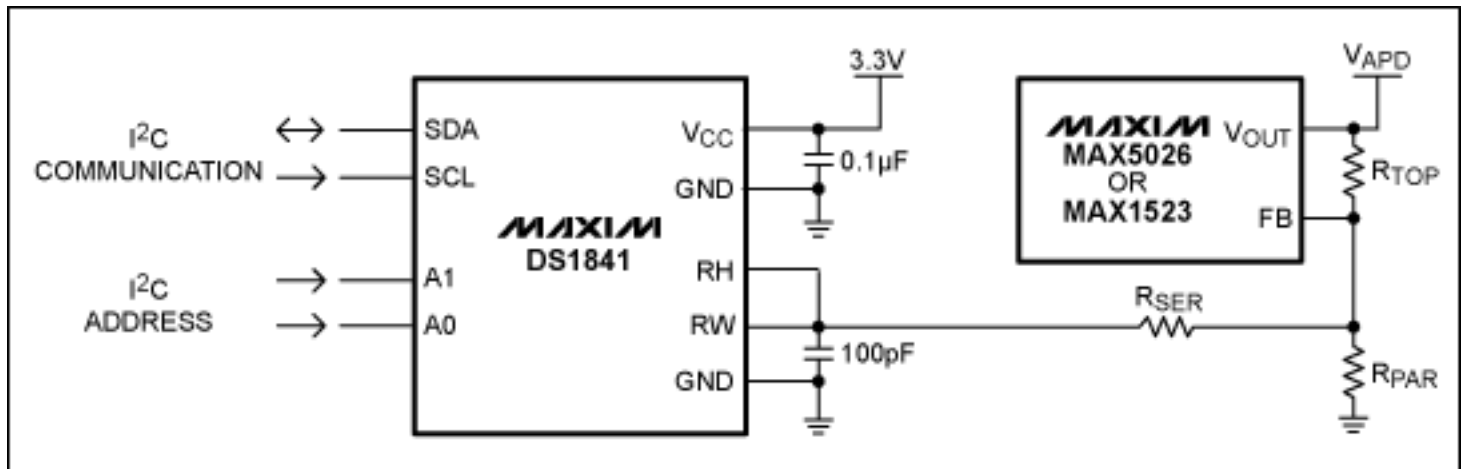 I²C
COMMUNICATION
SDA
SCL
I²C
ADDRESS
A1
A0
MAXIM
DS1841
VCC
GND
RH
RW
GND
3.3V
0.1µF
100pF
RSER
MAXIM
MAX5026
OR
MAX1523
VOUT
FB
VAPD
RTOP
RPAR